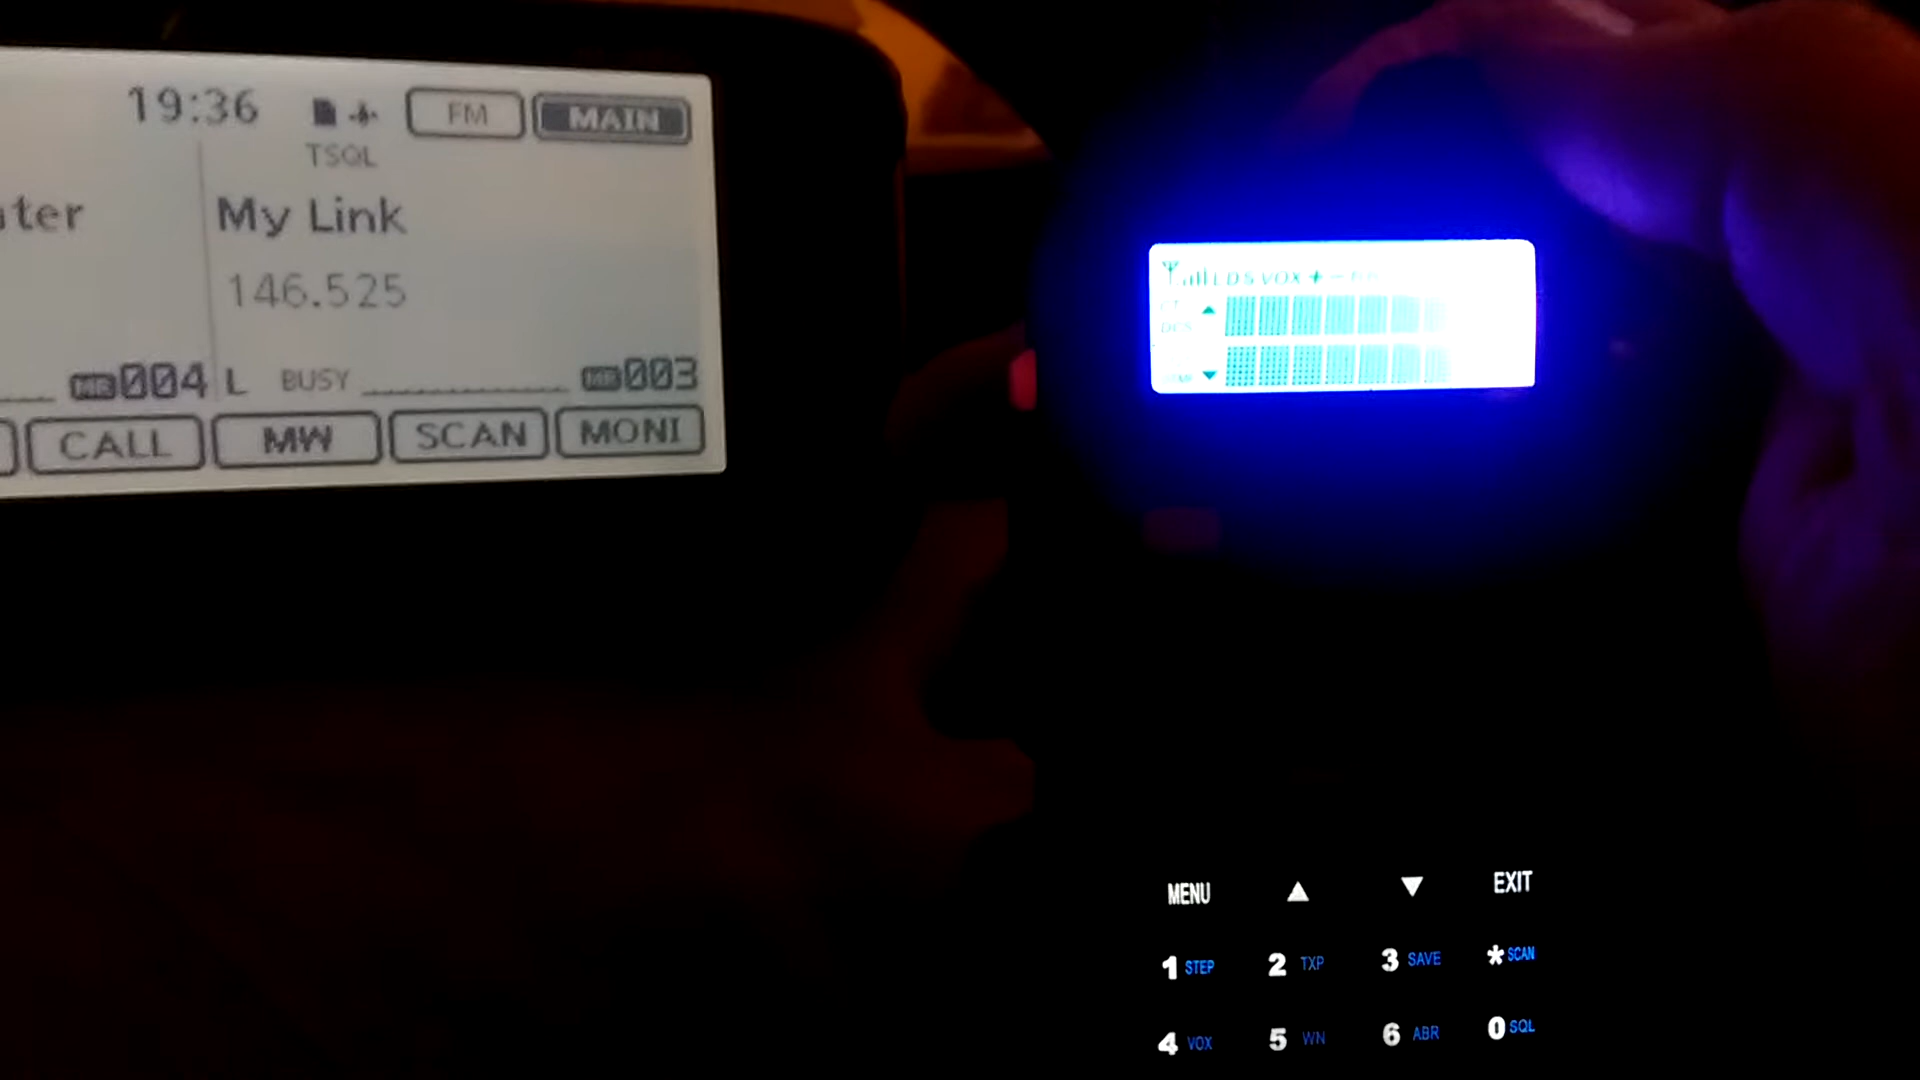 19:36 FM MAIN
TSQL
ter My Link
146.525
004 L BUSY 003
CALL MW SCAN MONI
VOX + -
MENU ▲ ▼ EXIT
1 STEP 2 TXP 3 SAVE * SCAN
4 VOX 5 WN 6 ABR 0 SQL